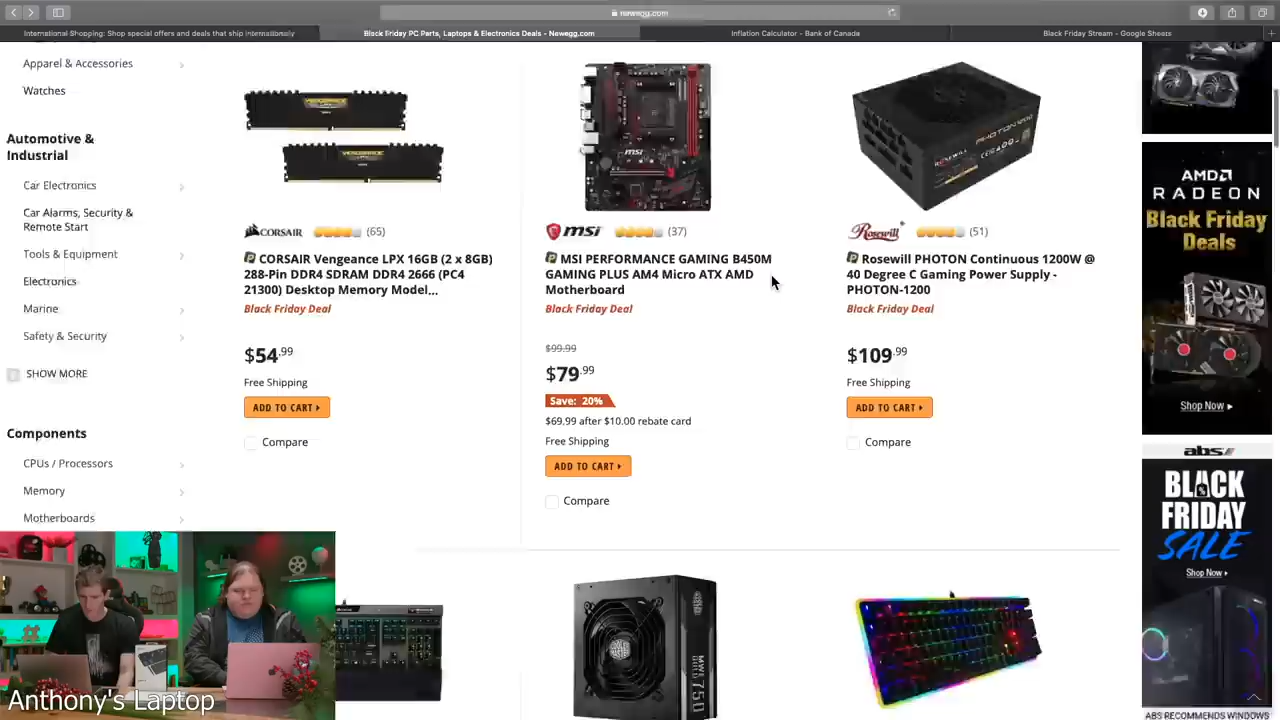 newegg.com
International Shopping: Shop special offers and deals that ship internationally
Black Friday PC Parts, Laptops & Electronics Deals - Newegg.com
Inflation Calculator - Bank of Canada
Black Friday Stream - Google Sheets
Apparel & Accessories
Watches
Automotive &
Industrial
Car Electronics
Car Alarms, Security &
Remote Start
Tools & Equipment
Electronics
Marine
Safety & Security
SHOW MORE
Components
CPUs / Processors
Memory
Motherboards
VENGEANCE
VENGEANCE
CORSAIR (65)
CORSAIR Vengeance LPX 16GB (2 x 8GB)
288-Pin DDR4 SDRAM DDR4 2666 (PC4
21300) Desktop Memory Model...
Black Friday Deal
$54.99
Free Shipping
ADD TO CART
Compare
msi
msi (37)
MSI PERFORMANCE GAMING B450M
GAMING PLUS AM4 Micro ATX AMD
Motherboard
Black Friday Deal
$99.99
$79.99
Save: 20%
$69.99 after $10.00 rebate card
Free Shipping
ADD TO CART
Compare
PHOTON 1200
Rosewill (51)
Rosewill PHOTON Continuous 1200W @
40 Degree C Gaming Power Supply -
PHOTON-1200
Black Friday Deal
$109.99
Free Shipping
ADD TO CART
Compare
MWE 750
GOLD
AMD
RADEON
Black Friday
Deals
Shop Now
abs
BLACK
FRIDAY
SALE
Shop Now
ABS RECOMMENDS WINDOWS
Anthony's Laptop